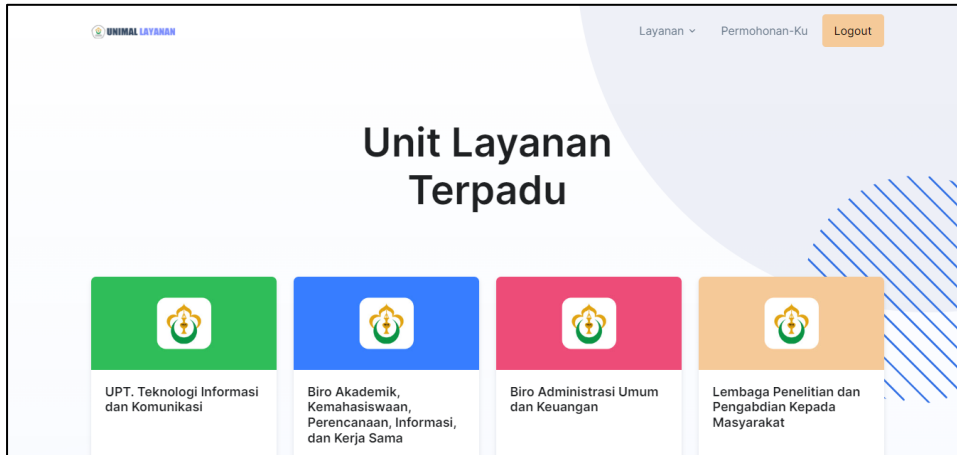 UNIMAL LAYANAN
Layanan
Permohonan-Ku
Logout
Unit Layanan
Terpadu
UPT. Teknologi Informasi
dan Komunikasi
Biro Akademik,
Kemahasiswaan,
Perencanaan, Informasi,
dan Kerja Sama
Biro Administrasi Umum
dan Keuangan
Lembaga Penelitian dan
Pengabdian Kepada
Masyarakat